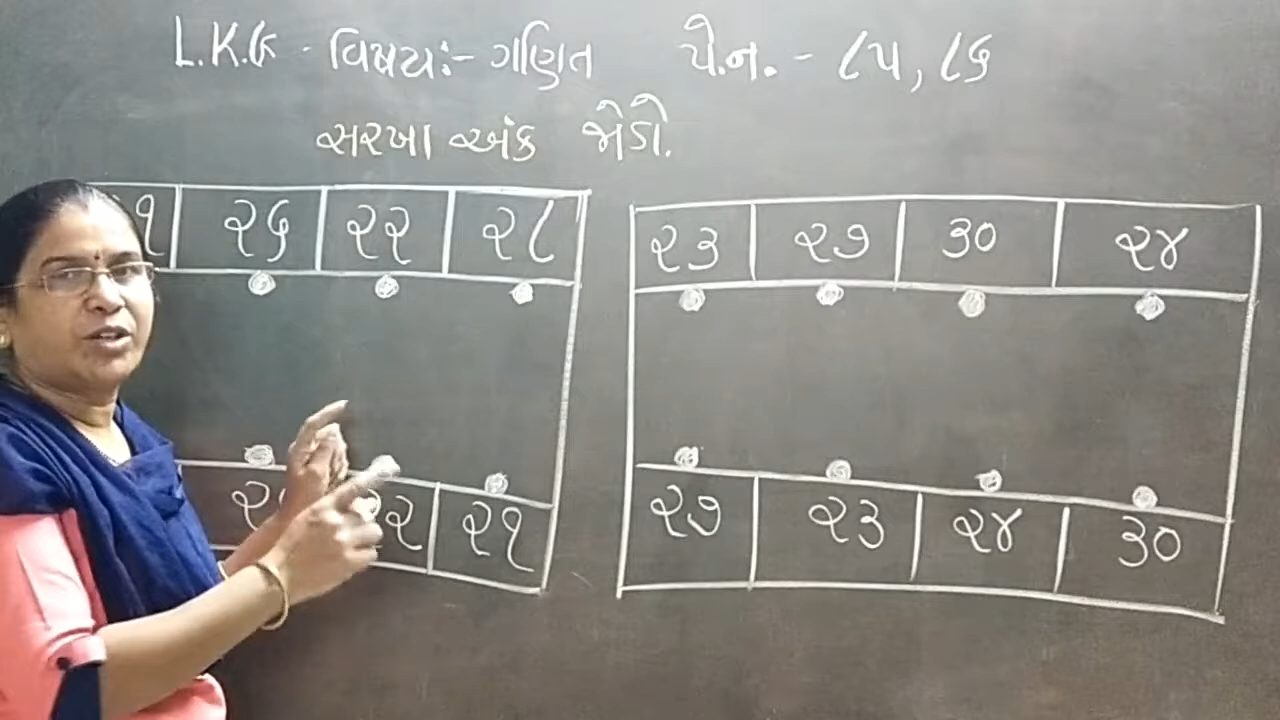 L.K.G - વિષય:- ગણિત પે.ન. - ૮૫, ૮૬
સરખા અંક જોડો.
૨૬ ૨૨ ૨૮ ૨૩ ૨૭ ૩૦ ૨૪
૨૧ ૨૭ ૨૩ ૨૪ ૩૦